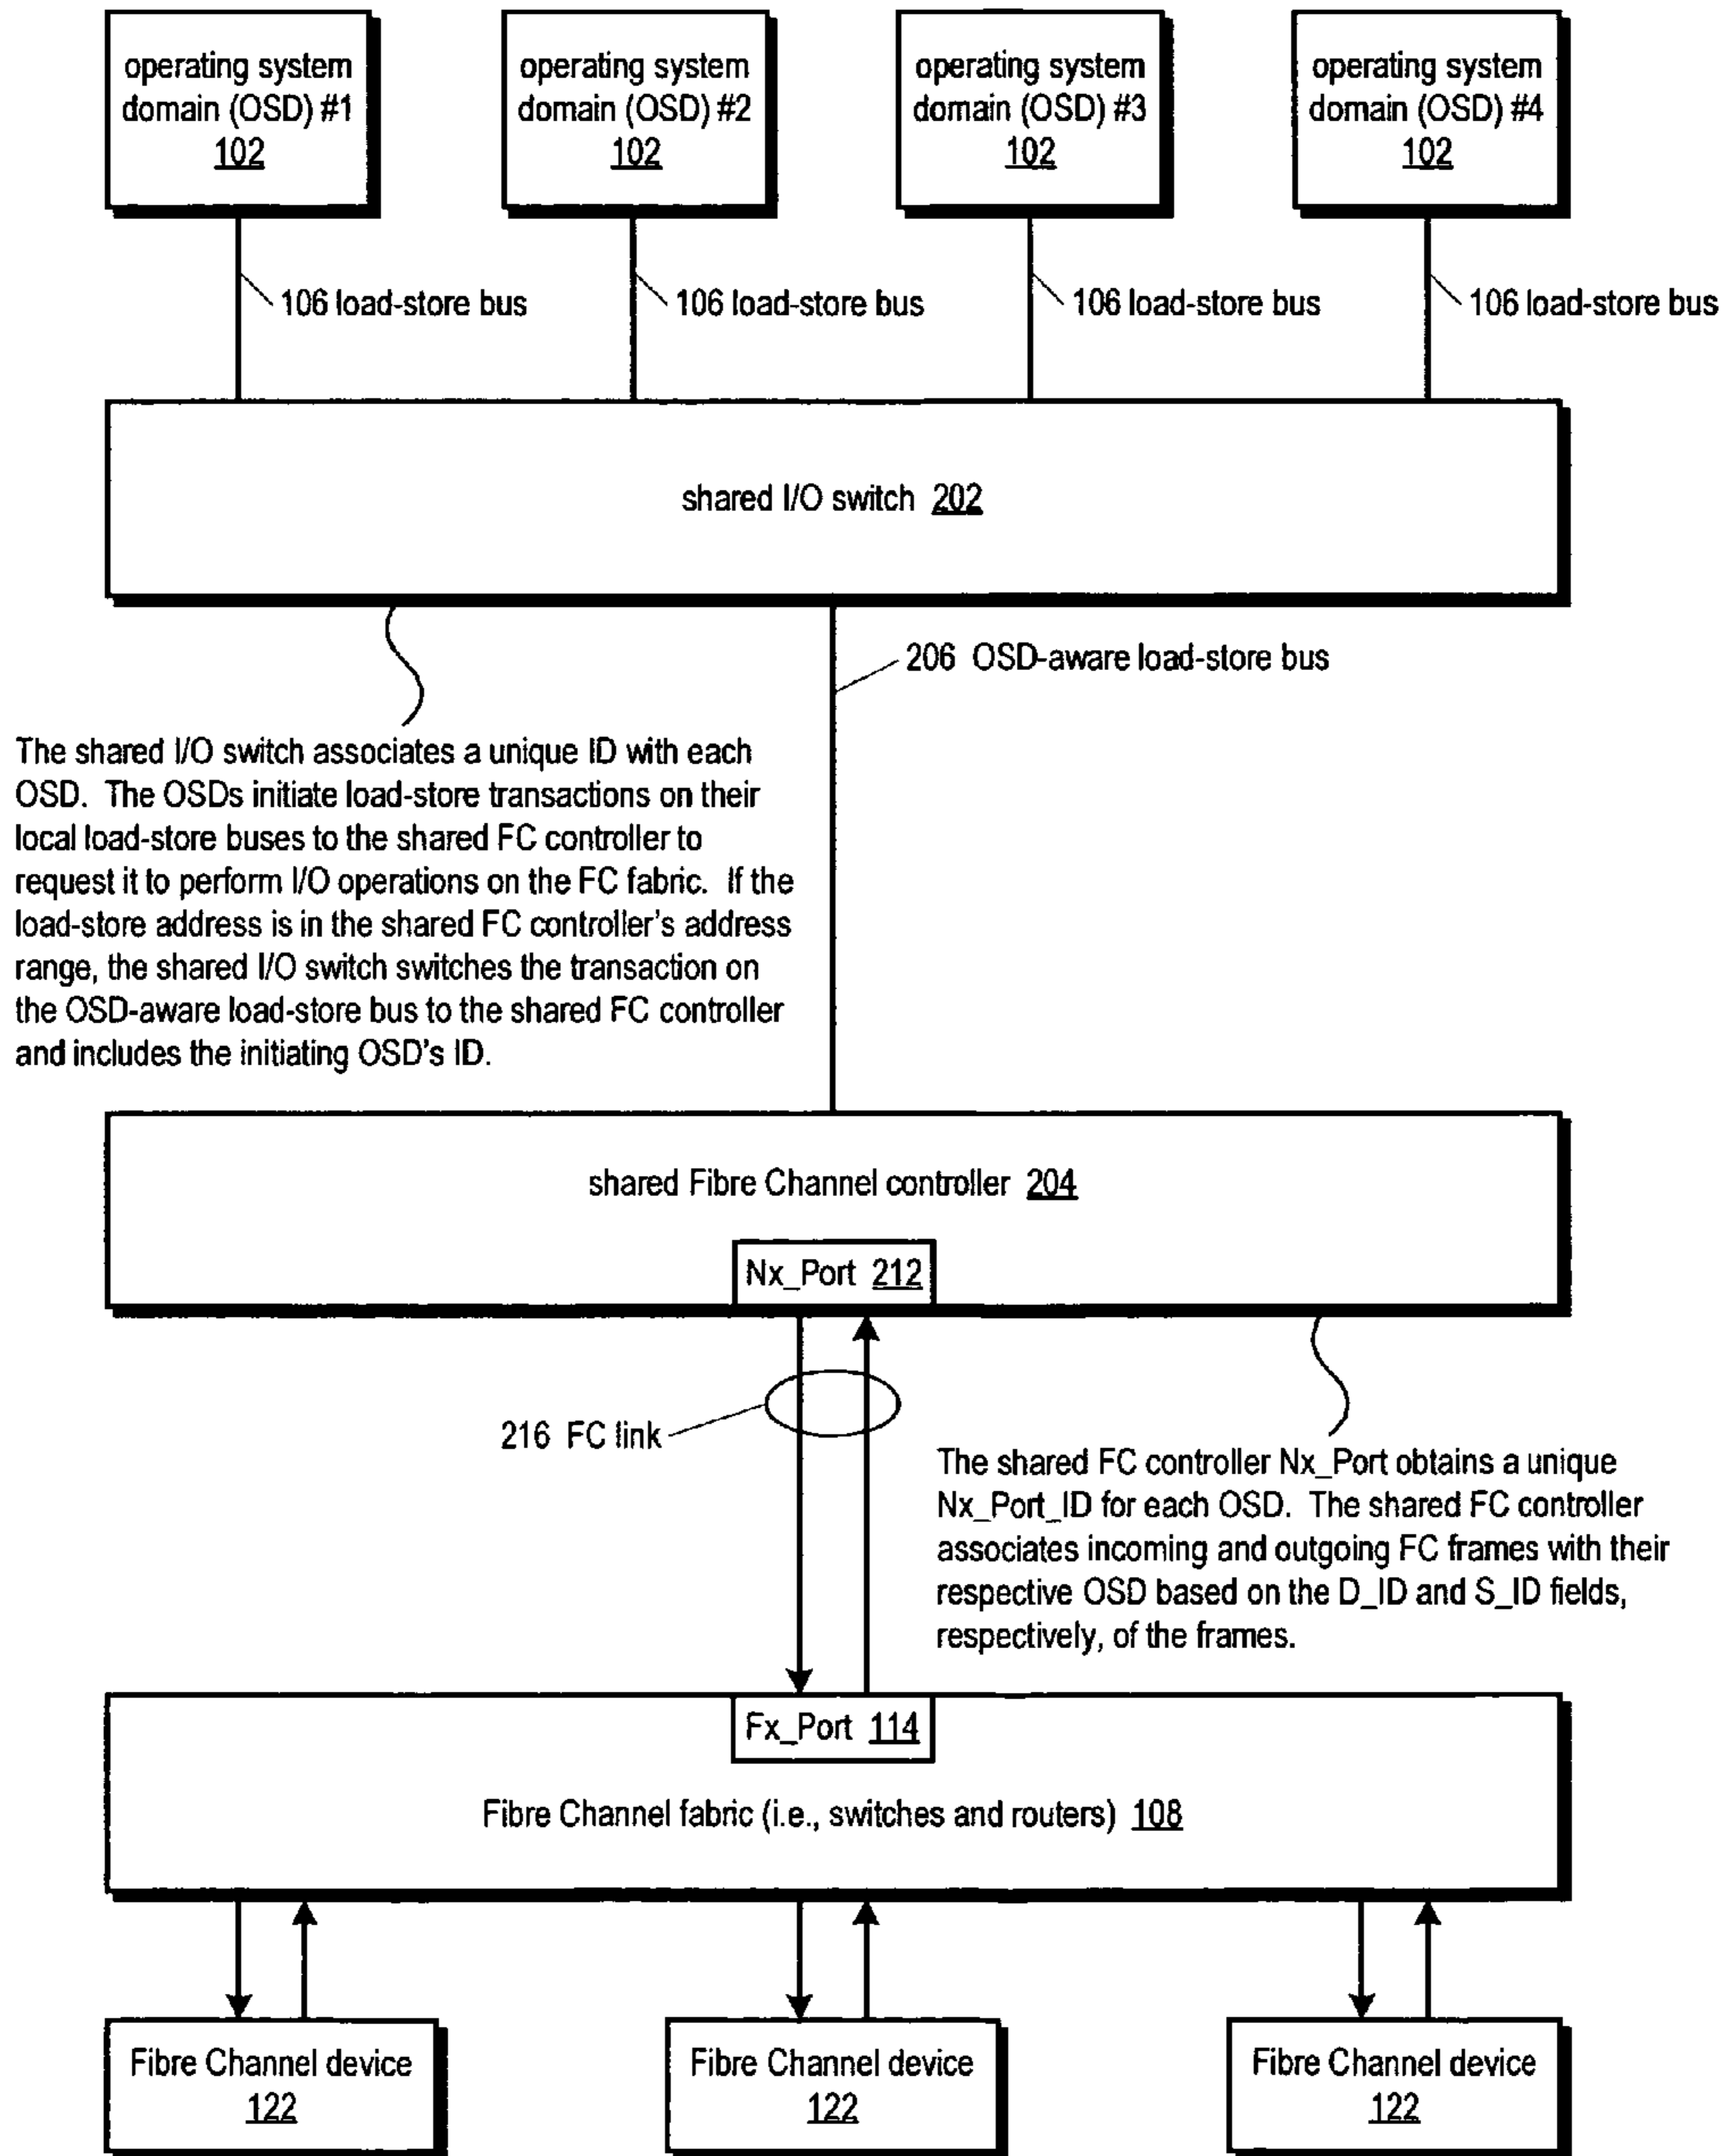 operating system
domain (OSD) #1
102
operating system
domain (OSD) #2
102
operating system
domain (OSD) #3
102
operating system
domain (OSD) #4
102
106 load-store bus
106 load-store bus
106 load-store bus
106 load-store bus
shared I/O switch 202
206 OSD-aware load-store bus
The shared I/O switch associates a unique ID with each
OSD. The OSDs initiate load-store transactions on their
local load-store buses to the shared FC controller to
request it to perform I/O operations on the FC fabric. If the
load-store address is in the shared FC controller's address
range, the shared I/O switch switches the transaction on
the OSD-aware load-store bus to the shared FC controller
and includes the initiating OSD's ID.
shared Fibre Channel controller 204
Nx_Port 212
216 FC link
The shared FC controller Nx_Port obtains a unique
Nx_Port_ID for each OSD. The shared FC controller
associates incoming and outgoing FC frames with their
respective OSD based on the D_ID and S_ID fields,
respectively, of the frames.
Fx_Port 114
Fibre Channel fabric (i.e., switches and routers) 108
Fibre Channel device
122
Fibre Channel device
122
Fibre Channel device
122